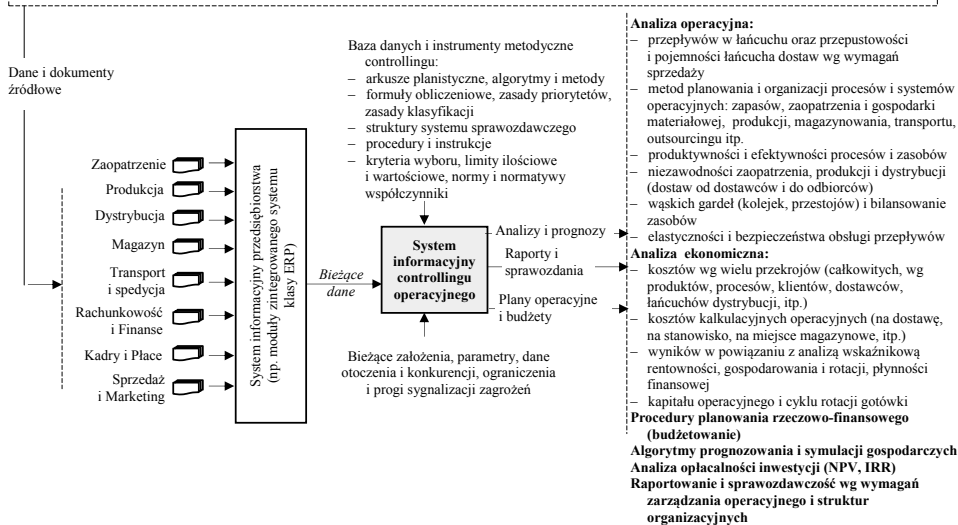 Dane i dokumenty
źródłowe
Zaopatrzenie
Produkcja
Dystrybucja
Magazyn
Transport
i spedycja
Rachunkowość
i Finanse
Kadry i Płace
Sprzedaż
i Marketing
System informacyjny przedsiębiorstwa
(np. moduły zintegrowanego systemu
klasy ERP)
Bieżące
dane
Baza danych i instrumenty metodyczne
controllingu:
– arkusze planistyczne, algorytmy i metody
– formuły obliczeniowe, zasady priorytetów,
zasady klasyfikacji
– struktury systemu sprawozdawczego
– procedury i instrukcje
– kryteria wyboru, limity ilościowe
i wartościowe, normy i normatywy
współczynniki
System
informacyjny
controllingu
operacyjnego
Bieżące założenia, parametry, dane
otoczenia i konkurencji, ograniczenia
i progi sygnalizacji zagrożeń
Analizy i prognozy
Raporty i
sprawozdania
Plany operacyjne
i budżety
Analiza operacyjna:
– przepływów w łańcuchu oraz przepustowości
i pojemności łańcucha dostaw wg wymagań
sprzedaży
– metod planowania i organizacji procesów i systemów
operacyjnych: zapasów, zaopatrzenia i gospodarki
materiałowej, produkcji, magazynowania, transportu,
outsourcingu itp.
– produktywności i efektywności procesów i zasobów
– niezawodności zaopatrzenia, produkcji i dystrybucji
(dostaw od dostawców i do odbiorców)
– wąskich gardeł (kolejek, przestojów) i bilansowanie
zasobów
– elastyczności i bezpieczeństwa obsługi przepływów
Analiza ekonomiczna:
– kosztów wg wielu przekrojów (całkowitych, wg
produktów, procesów, klientów, dostawców,
łańcuchów dystrybucji, itp.)
– kosztów kalkulacyjnych operacyjnych (na dostawę,
na stanowisko, na miejsce magazynowe, itp.)
– wyników w powiązaniu z analizą wskaźnikową
rentowności, gospodarowania i rotacji, płynności
finansowej
– kapitału operacyjnego i cyklu rotacji gotówki
Procedury planowania rzeczowo-finansowego
(budżetowanie)
Algorytmy prognozowania i symulacji gospodarczych
Analiza opłacalności inwestycji (NPV, IRR)
Raportowanie i sprawozdawczość wg wymagań
zarządzania operacyjnego i struktur
organizacyjnych